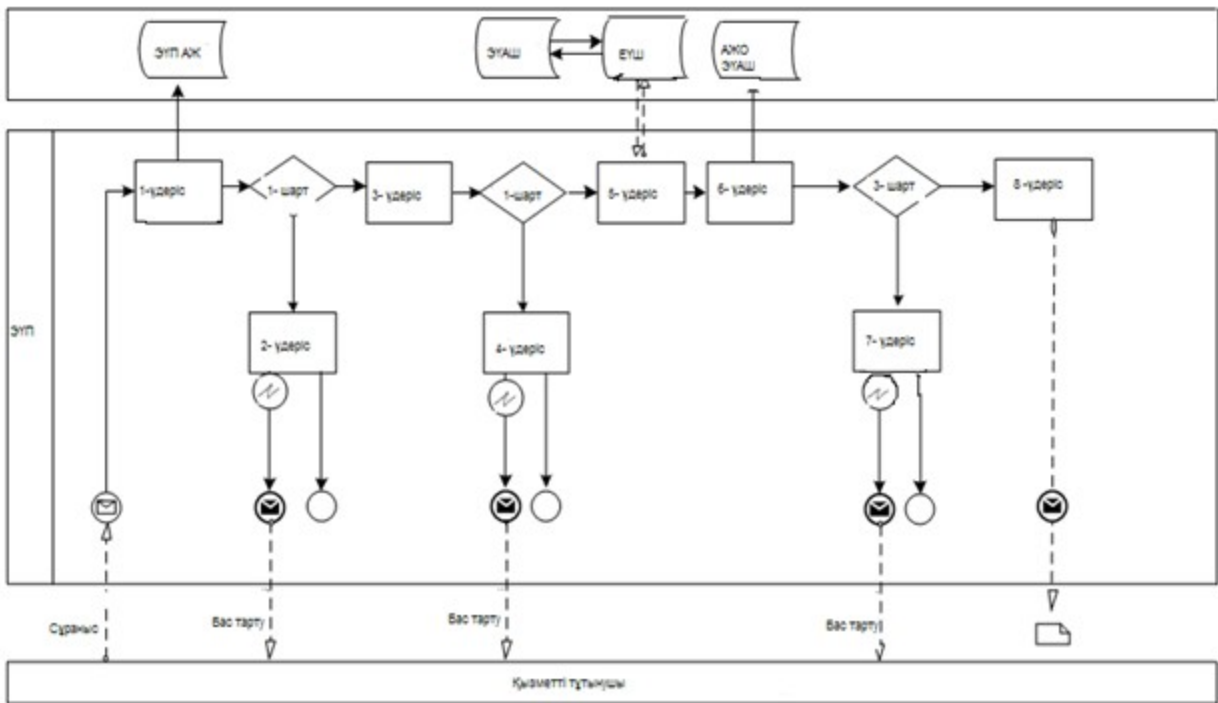 ЭҮП АЖ
ЭҮАШ
ЕҮШ
АЖО
ЭҮАШ
1-үдеріс
1- шарт
3- үдеріс
1-шарт
5- үдеріс
6- үдеріс
3- шарт
8 -үдеріс
ЭҮП
2- үдеріс
4- үдеріс
7- үдеріс
Сұраныс
Бас тарту
Бас тарту
Бас тарту
Қызметті тұтынушы